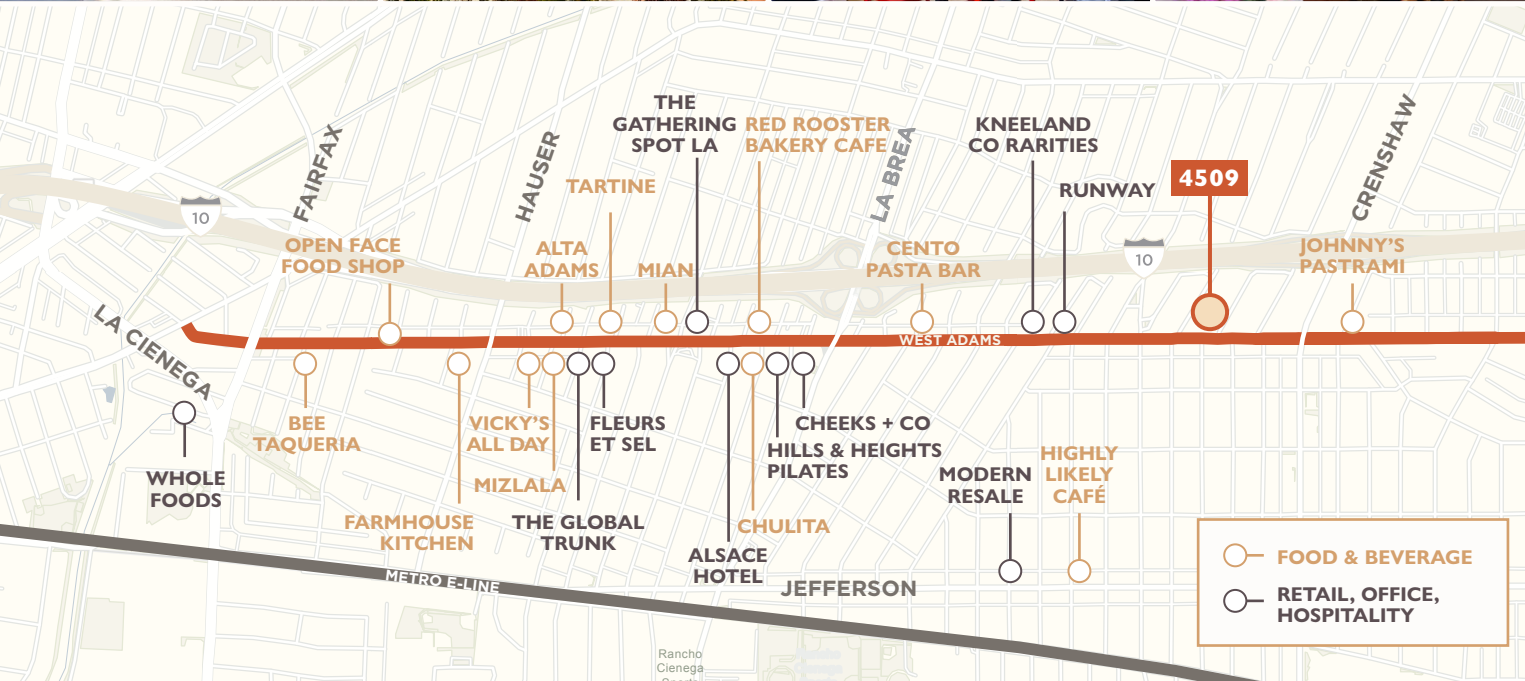 THE
GATHERING
SPOT LA
RED ROOSTER
BAKERY CAFE
KNEELAND
CO RARITIES
FAIRFAX
HAUSER
LA BREA
CRENSHAW
TARTINE
RUNWAY
4509
10
OPEN FACE
FOOD SHOP
ALTA
ADAMS
MIAN
CENTO
PASTA BAR
10
JOHNNY'S
PASTRAMI
LA CIENEGA
WEST ADAMS
BEE
TAQUERIA
VICKY'S
ALL DAY
FLEURS
ET SEL
CHEEKS + CO
HILLS & HEIGHTS
PILATES
WHOLE
FOODS
MIZLALA
MODERN
RESALE
HIGHLY
LIKELY
CAFÉ
FARMHOUSE
KITCHEN
THE GLOBAL
TRUNK
CHULITA
ALSACE
HOTEL
METRO E-LINE
JEFFERSON
FOOD & BEVERAGE
RETAIL, OFFICE,
HOSPITALITY
Rancho
Cienega